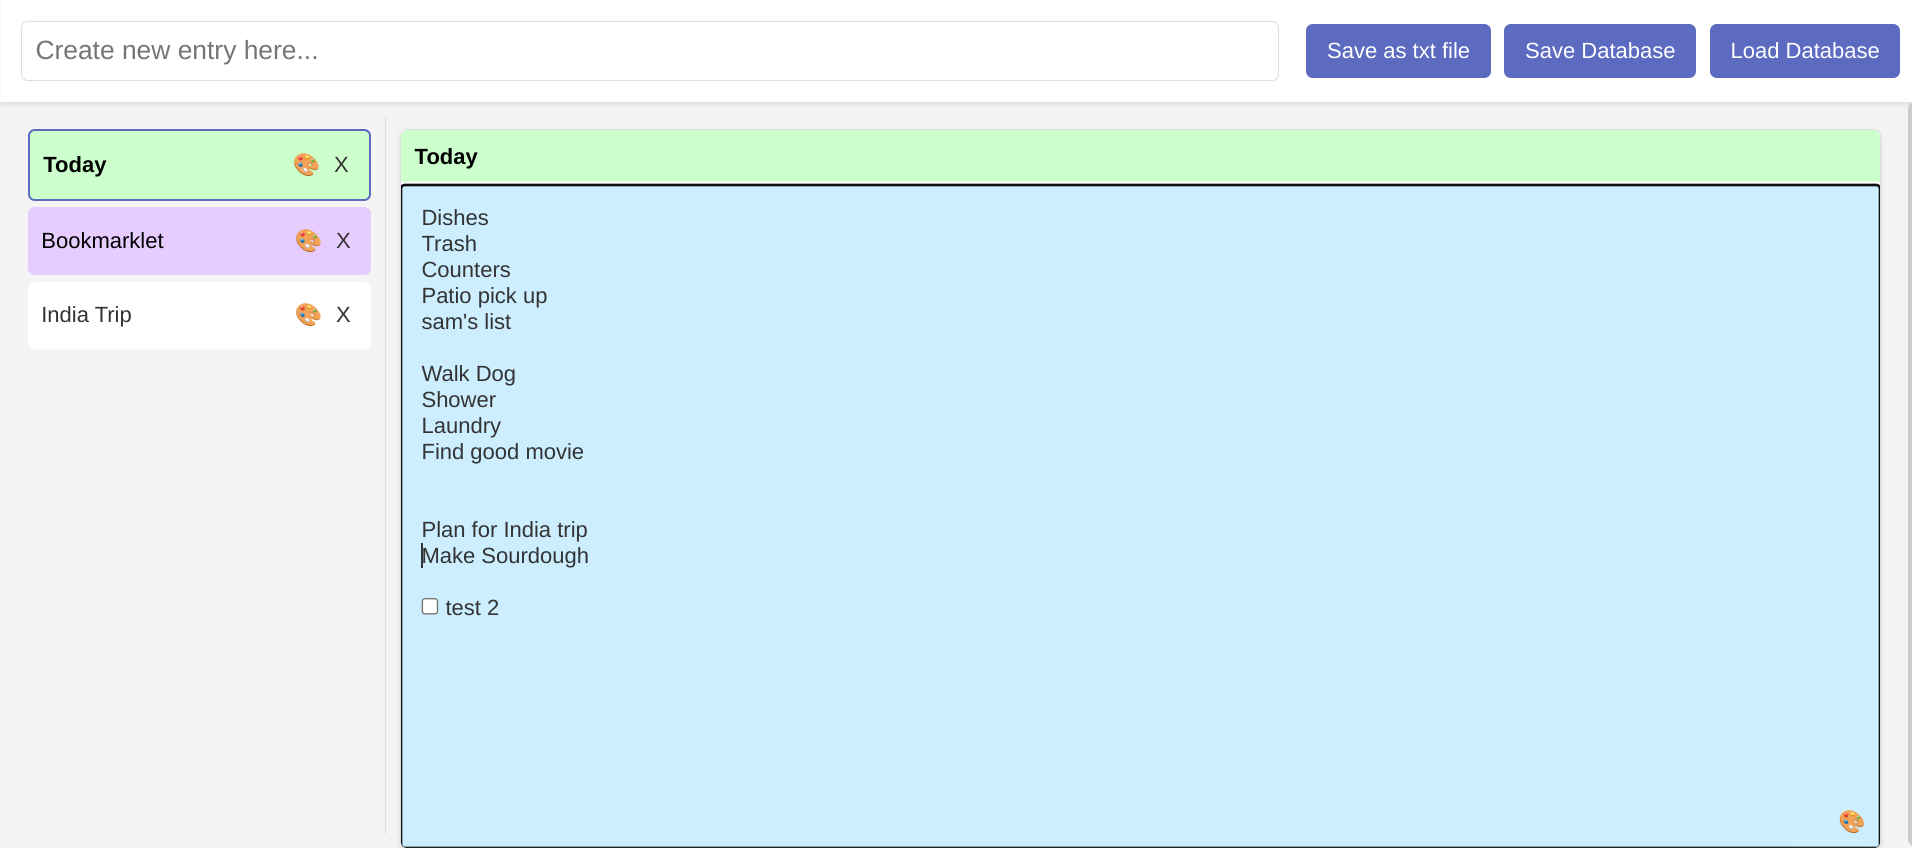 Create new entry here...
Save as txt file
Save Database
Load Database
Today X
Bookmarklet X
India Trip X
Today
Dishes
Trash
Counters
Patio pick up
sam's list
Walk Dog
Shower
Laundry
Find good movie
Plan for India trip
Make Sourdough
test 2